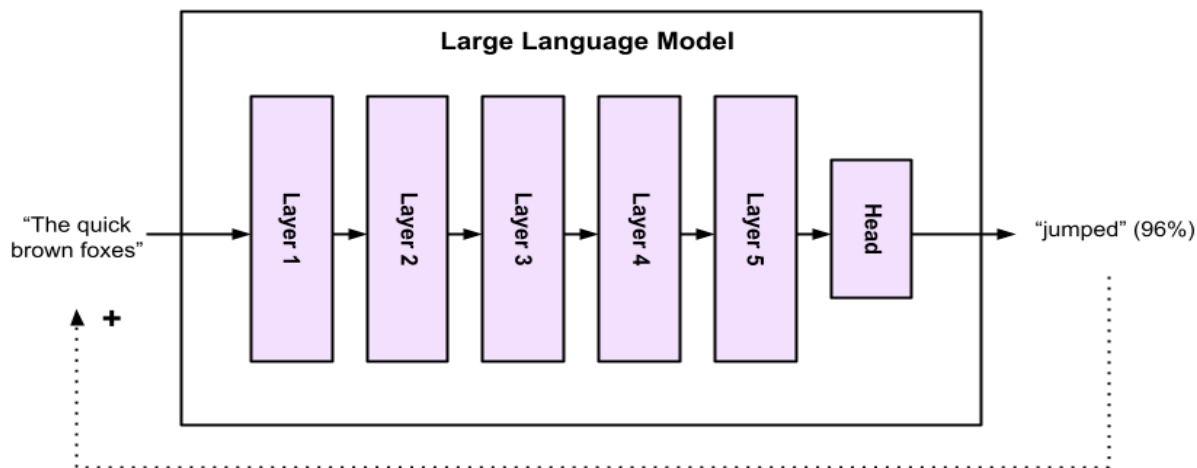 Large Language Model
“The quick
brown foxes”
+
Layer 1
Layer 2
Layer 3
Layer 4
Layer 5
Head
“jumped” (96%)